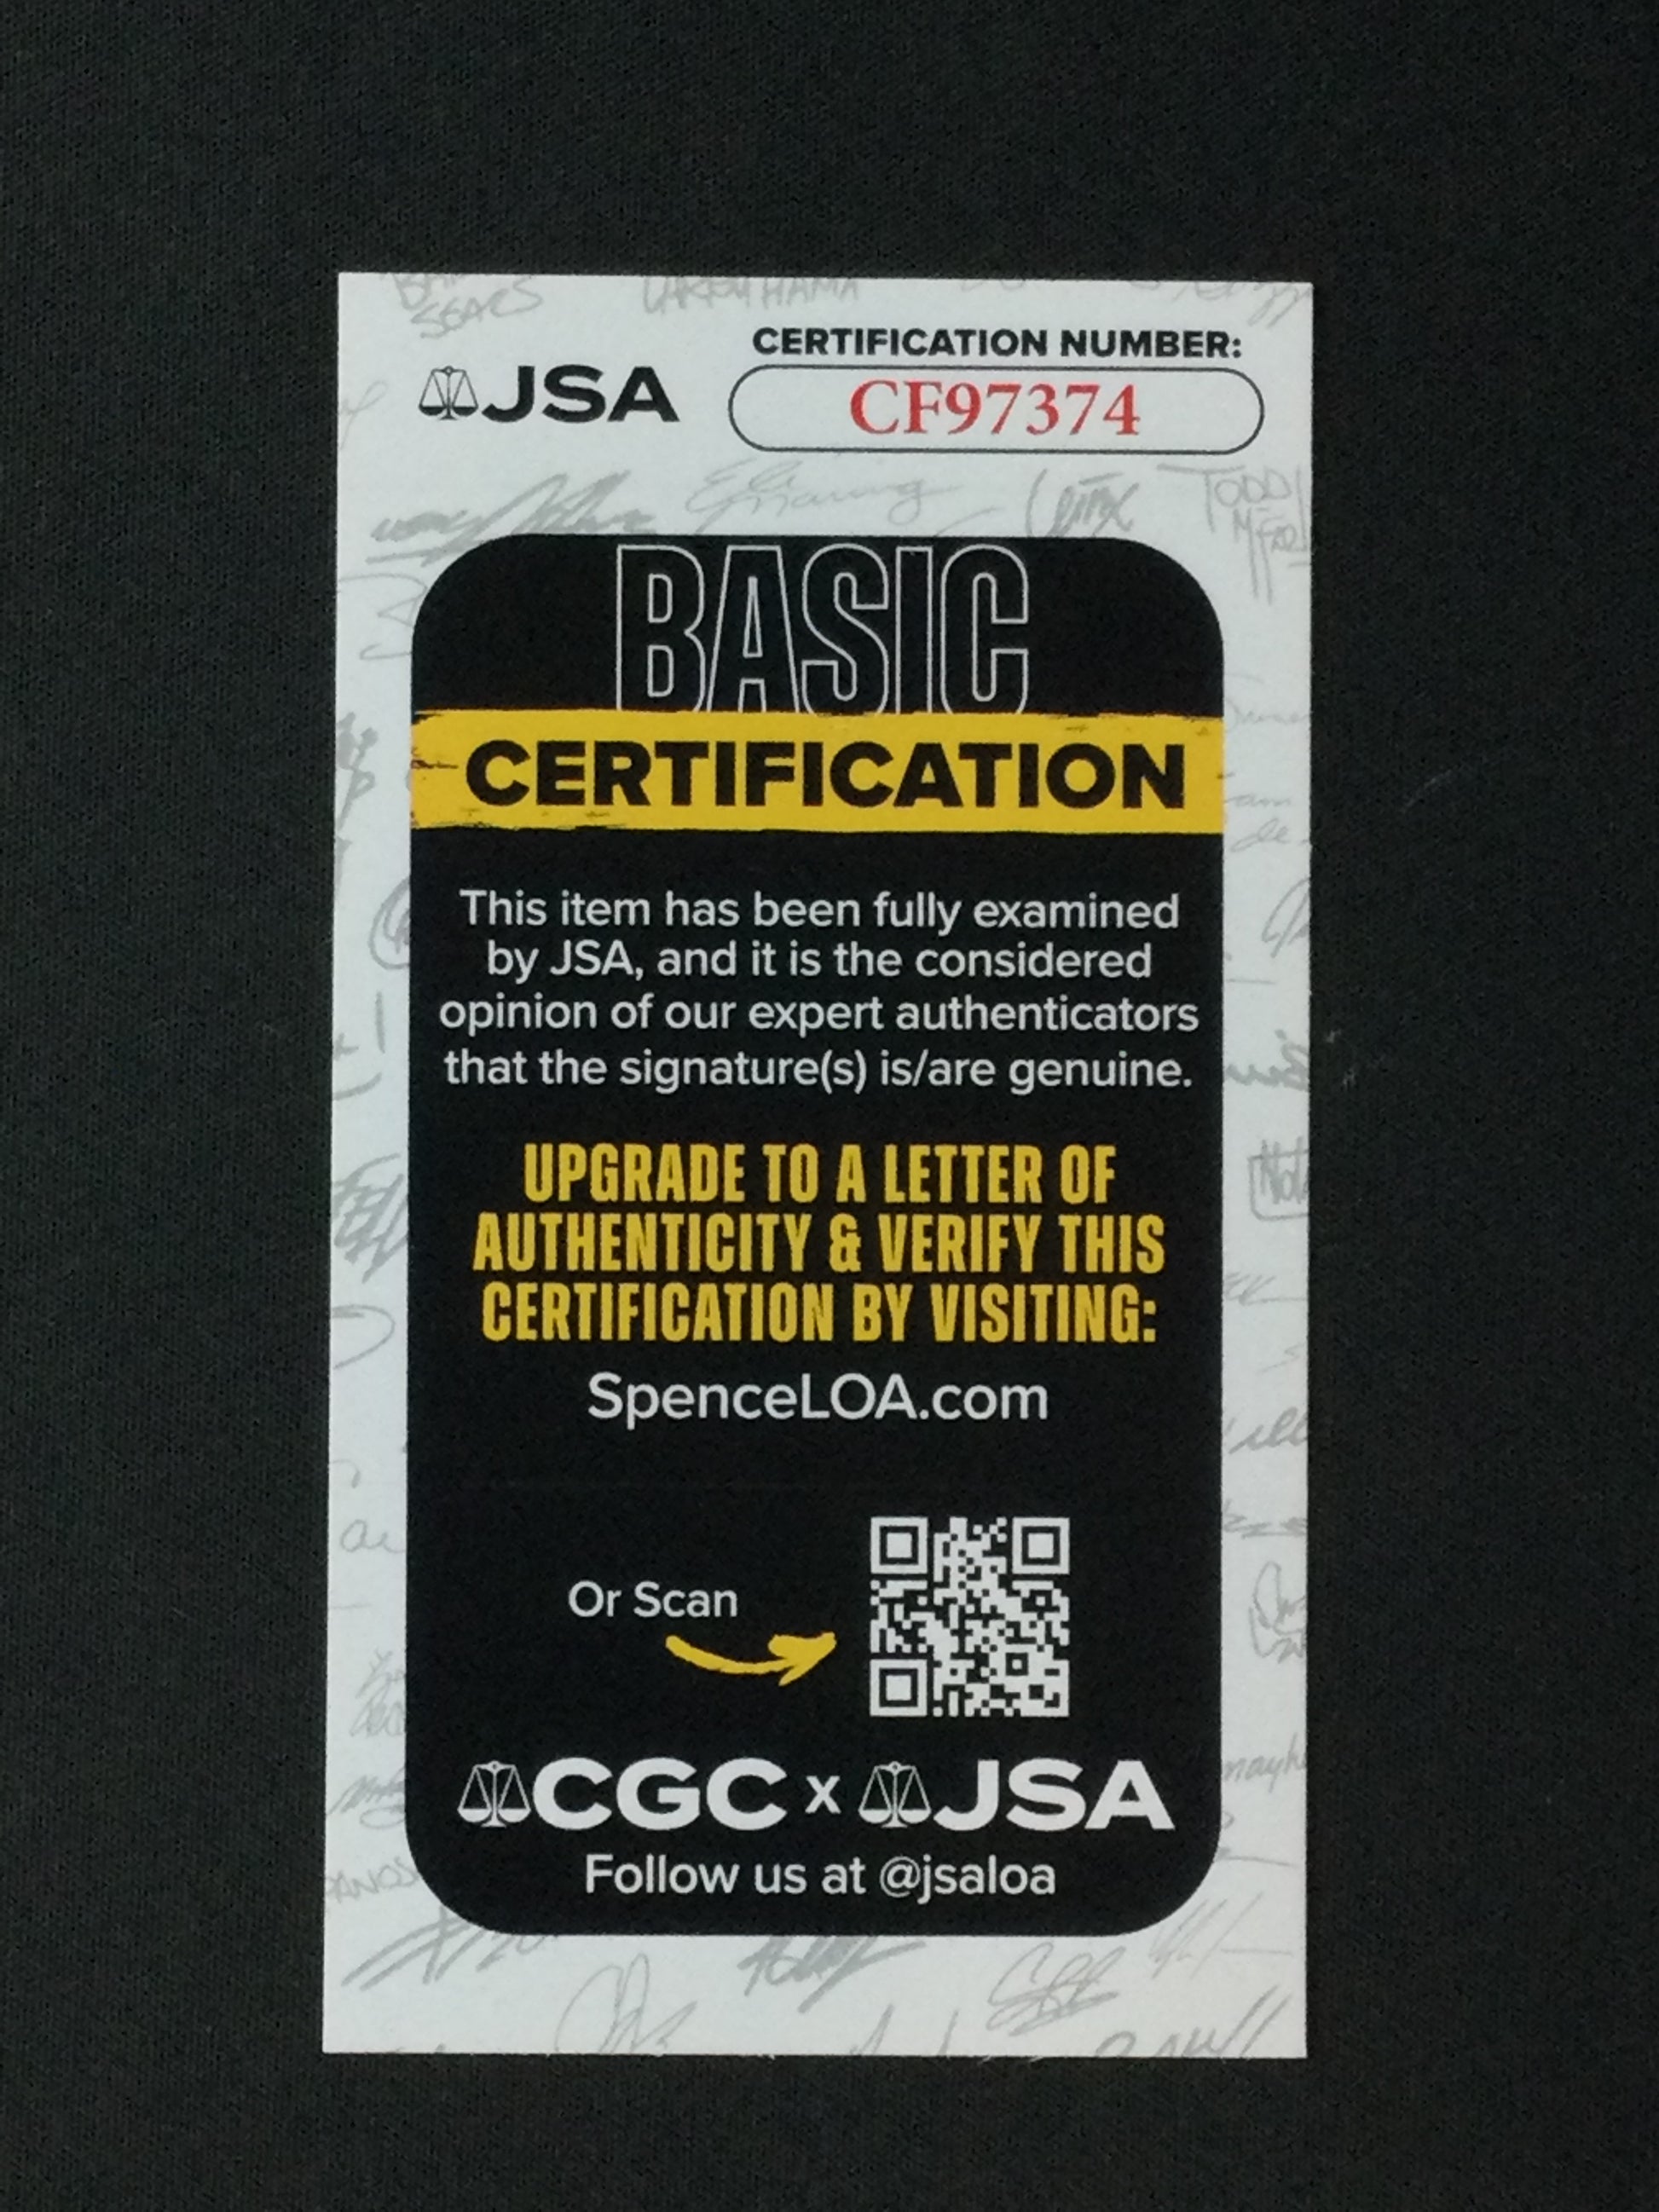 CERTIFICATION NUMBER:
JSA
CF97374
BASIC
CERTIFICATION
This item has been fully examined
by JSA, and it is the considered
opinion of our expert authenticators
that the signature(s) is/are genuine.
UPGRADE TO A LETTER OF
AUTHENTICITY & VERIFY THIS
CERTIFICATION BY VISITING:
SpenceLOA.com
Or Scan
CGC x JSA
Follow us at @jsaloa